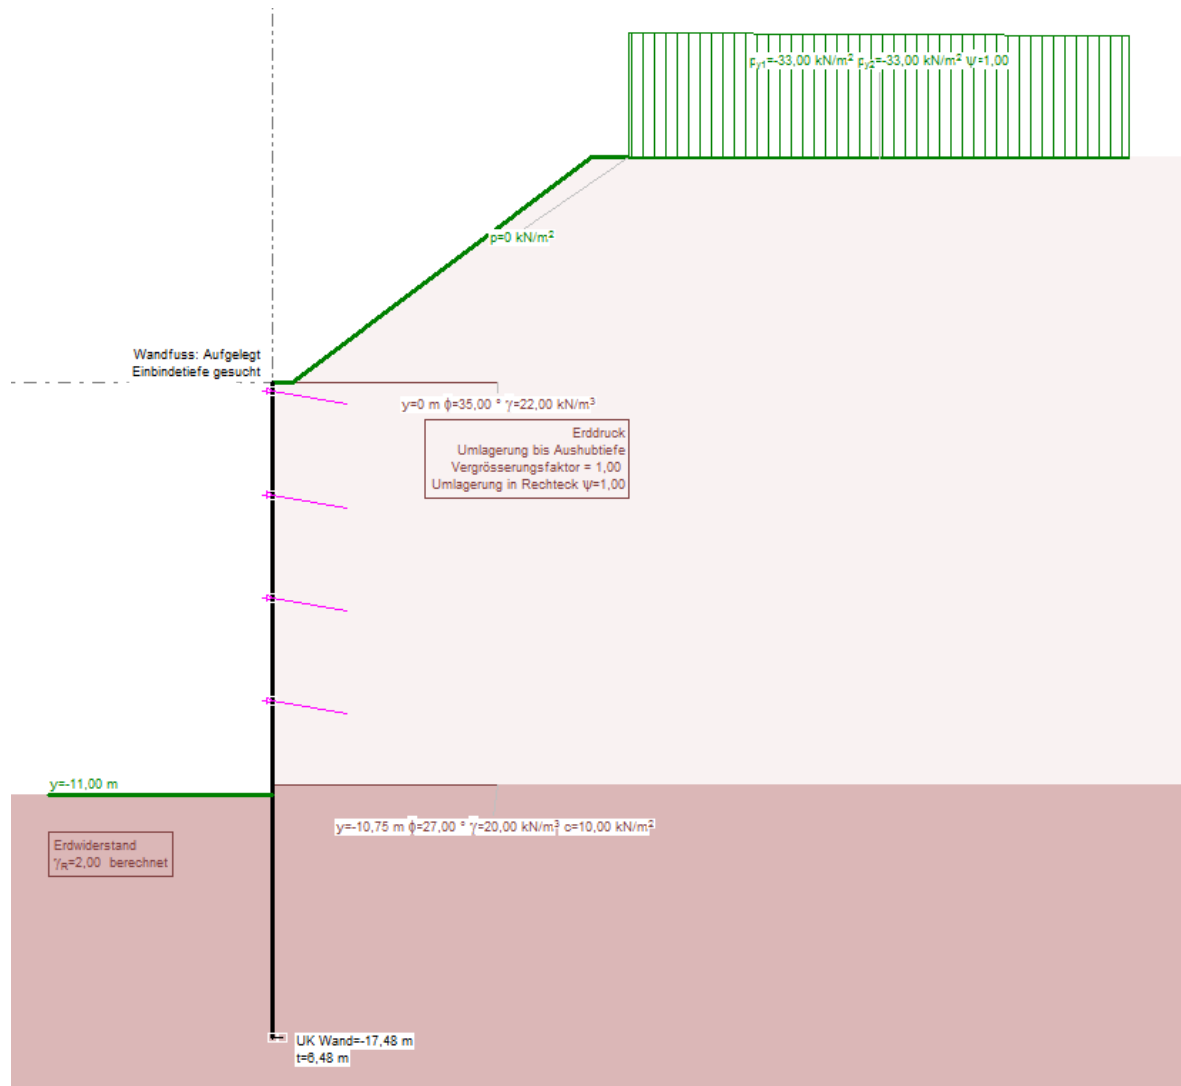 py1=-33,00 kN/m² py2=-33,00 kN/m² ψ=1,00
p=0 kN/m²
Wandfuss: Aufgelegt
Einbindetiefe gesucht
y=0 m ϕ=35,00 ° γ=22,00 kN/m³
Erddruck
Umlagerung bis Aushubtiefe
Vergrösserungsfaktor = 1,00
Umlagerung in Rechteck ψ=1,00
y=-11,00 m
y=-10,75 m ϕ=27,00 ° γ=20,00 kN/m³ c=10,00 kN/m²
Erdwiderstand
γR=2,00 berechnet
UK Wand=-17,48 m
t=6,48 m